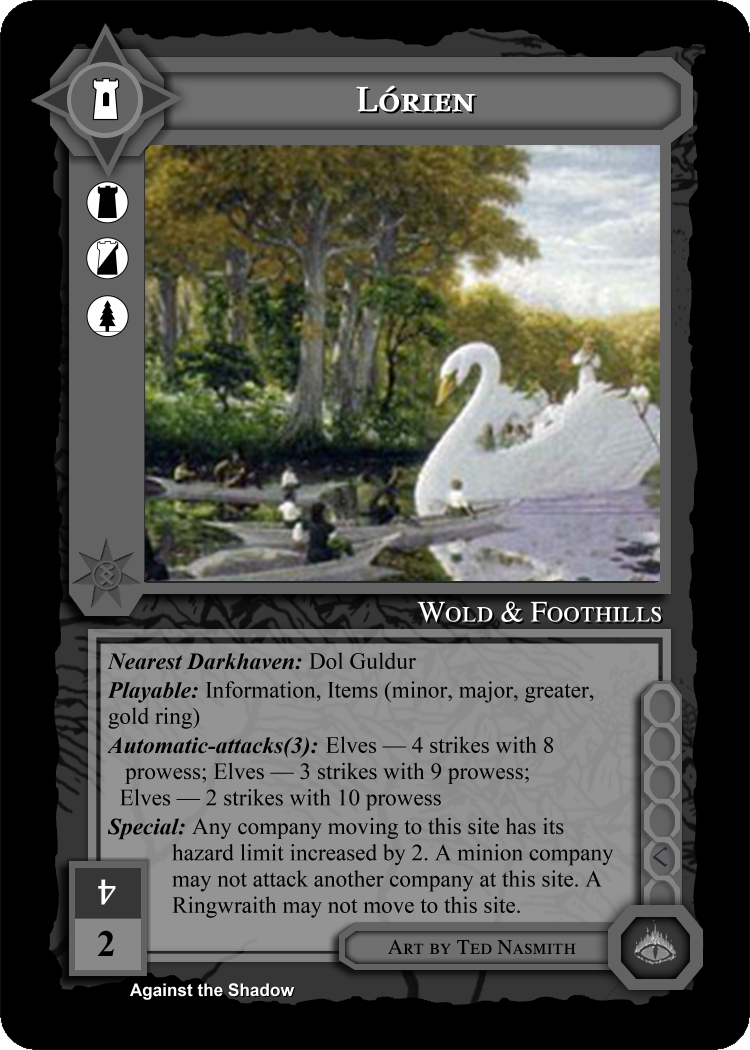 Lórien
Wold & Foothills
Nearest Darkhaven: Dol Guldur
Playable: Information, Items (minor, major, greater,
gold ring)
Automatic-attacks(3): Elves — 4 strikes with 8
prowess; Elves — 3 strikes with 9 prowess;
Elves — 2 strikes with 10 prowess
Special: Any company moving to this site has its
hazard limit increased by 2. A minion company
may not attack another company at this site. A
Ringwraith may not move to this site.
4
2
Art by Ted Nasmith
Against the Shadow